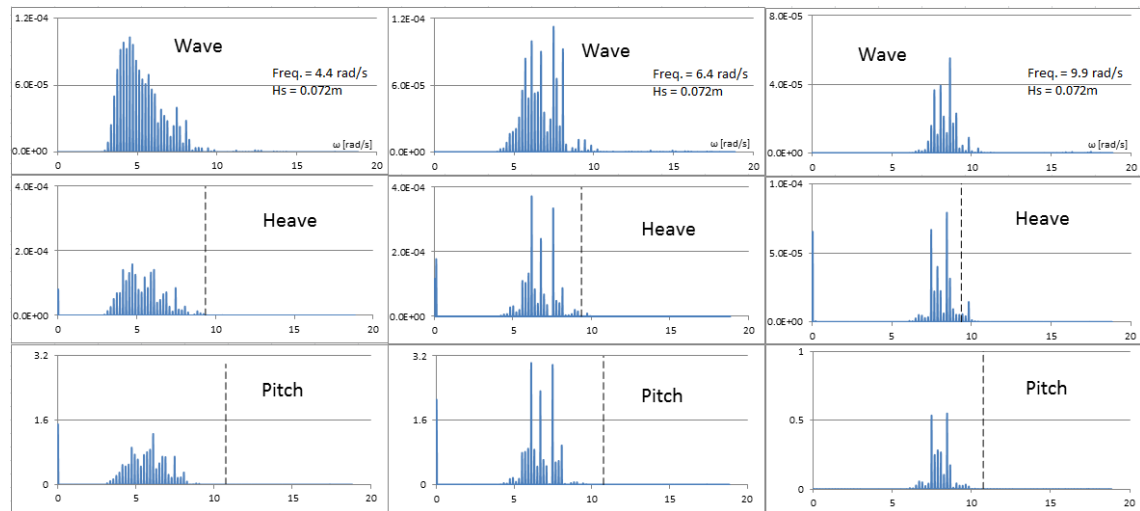 1.2E-04
Wave
Freq. = 4.4 rad/s
Hs = 0.072m
6.0E-05
0.0E+00
ω [rad/s]
0 5 10 15 20
1.2E-04
Wave
Freq. = 6.4 rad/s
Hs = 0.072m
6.0E-05
0.0E+00
ω [rad/s]
0 5 10 15 20
8.0E-05
Wave
Freq. = 9.9 rad/s
Hs = 0.072m
4.0E-05
0.0E+00
ω [rad/s]
0 5 10 15 20
4.0E-04
Heave
2.0E-04
0.0E+00
0 5 10 15 20
4.0E-04
Heave
2.0E-04
0.0E+00
0 5 10 15 20
1.0E-04
Heave
5.0E-05
0.0E+00
0 5 10 15 20
3.2
Pitch
1.6
0
0 5 10 15 20
3.2
Pitch
1.6
0
0 5 10 15 20
1
Pitch
0.5
0
0 5 10 15 20